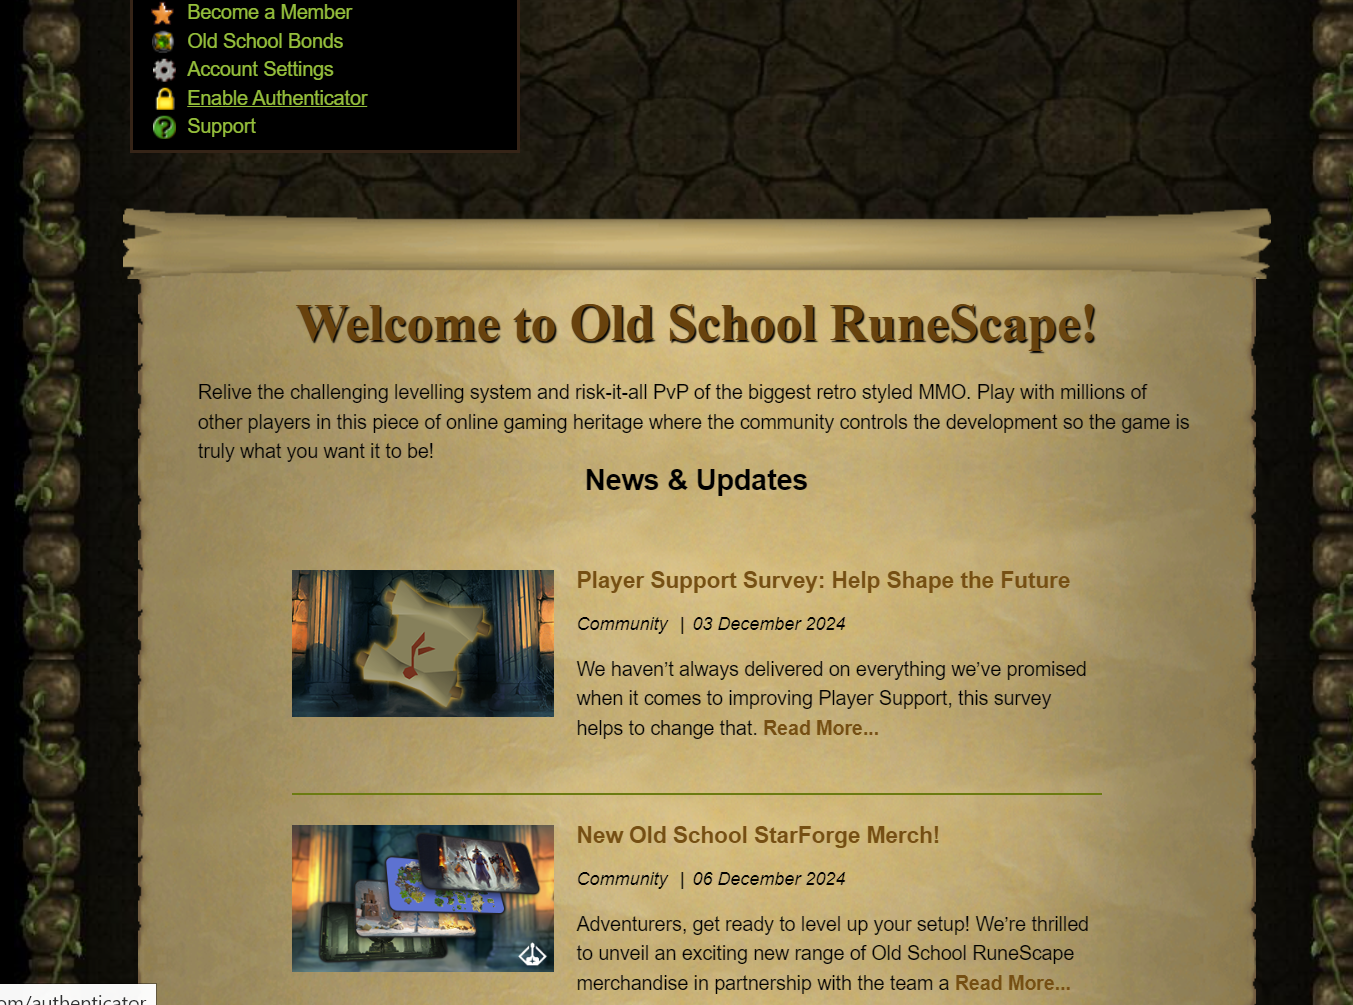 Become a Member
Old School Bonds
Account Settings
Enable Authenticator
Support
Welcome to Old School RuneScape!
Relive the challenging levelling system and risk-it-all PvP of the biggest retro styled MMO. Play with millions of
other players in this piece of online gaming heritage where the community controls the development so the game is
truly what you want it to be!
News & Updates
Player Support Survey: Help Shape the Future
Community | 03 December 2024
We haven’t always delivered on everything we’ve promised
when it comes to improving Player Support, this survey
helps to change that. Read More...
New Old School StarForge Merch!
Community | 06 December 2024
Adventurers, get ready to level up your setup! We’re thrilled
to unveil an exciting new range of Old School RuneScape
merchandise in partnership with the team a Read More...
om/authenticator